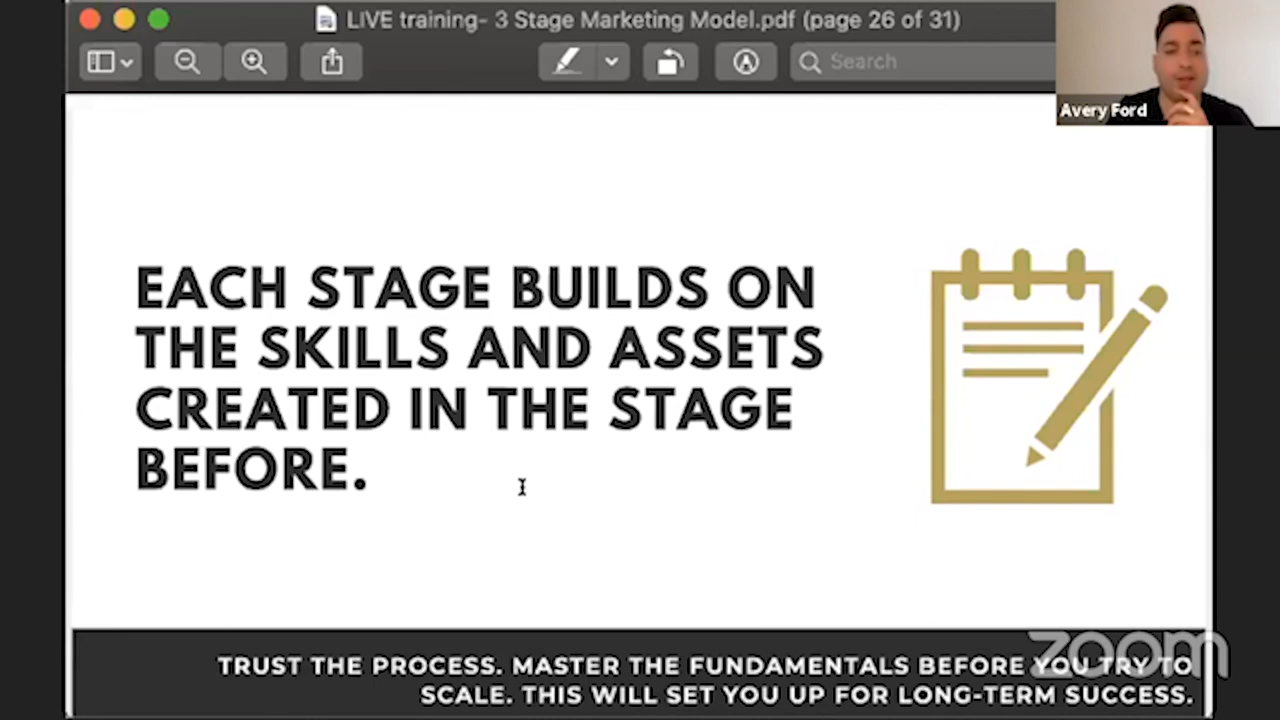 LIVE training- 3 Stage Marketing Model.pdf (page 26 of 31)
Search
Avery Ford
EACH STAGE BUILDS ON
THE SKILLS AND ASSETS
CREATED IN THE STAGE
BEFORE.
TRUST THE PROCESS. MASTER THE FUNDAMENTALS BEFORE YOU TRY TO
SCALE. THIS WILL SET YOU UP FOR LONG-TERM SUCCESS.
zoom